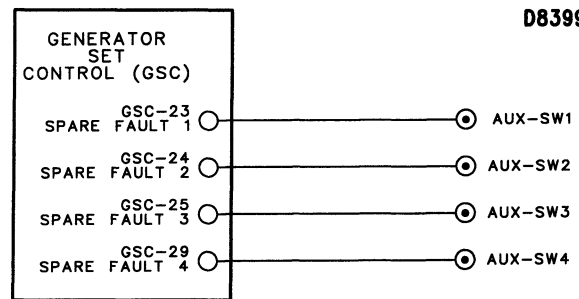 D8399
GENERATOR
SET
CONTROL (GSC)
GSC-23
SPARE FAULT 1
AUX-SW1
GSC-24
SPARE FAULT 2
AUX-SW2
GSC-25
SPARE FAULT 3
AUX-SW3
GSC-29
SPARE FAULT 4
AUX-SW4